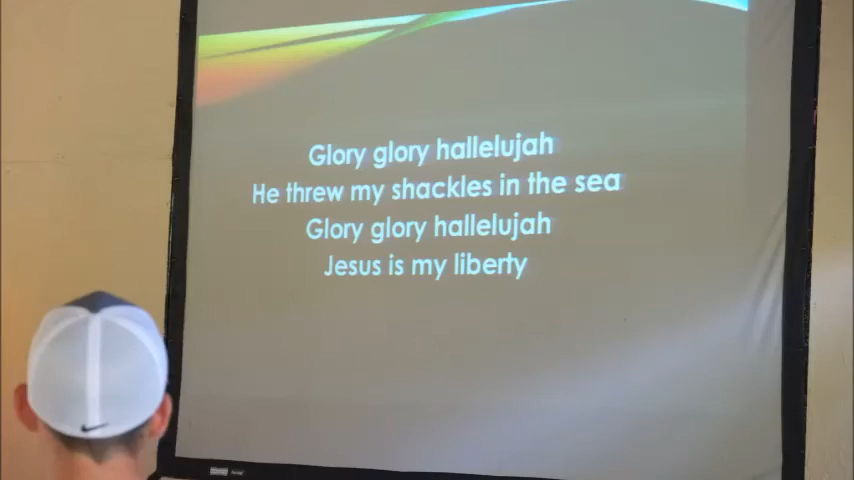 Glory glory hallelujah
He threw my shackles in the sea
Glory glory hallelujah
Jesus is my liberty